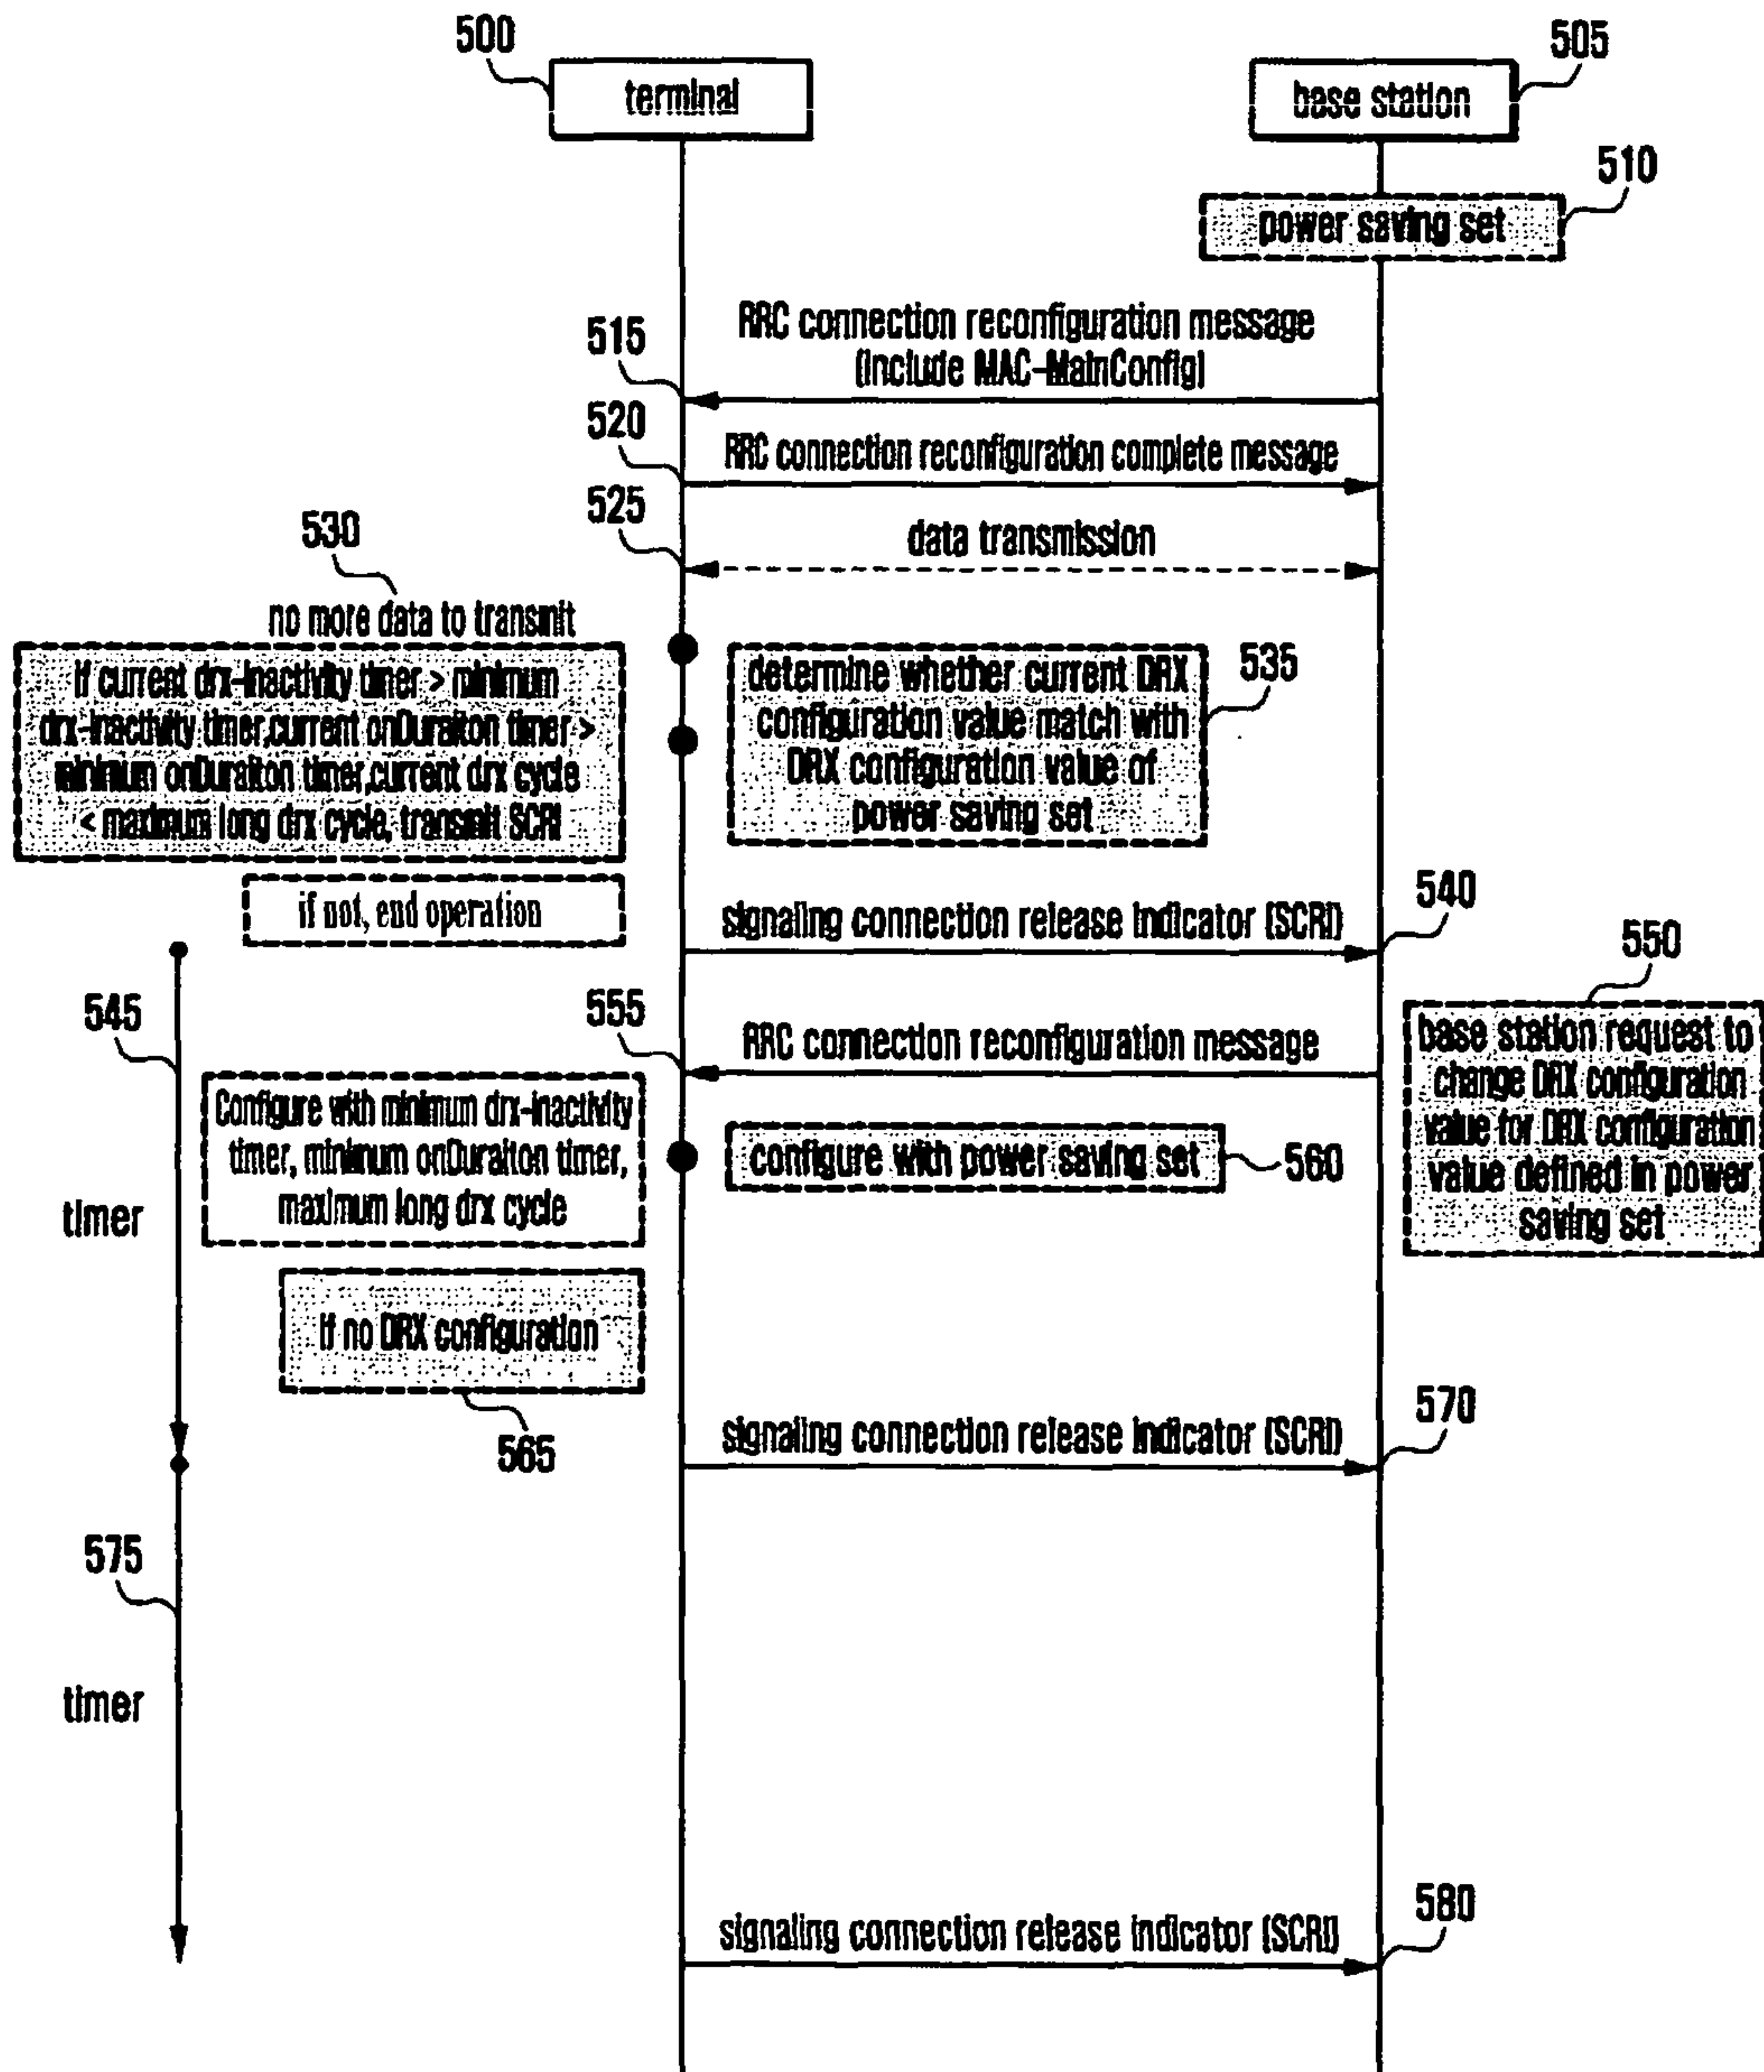 500
505
terminal
base station
510
power saving set
RRC connection reconfiguration message
(include MAC-MainConfig)
515
520
RRC connection reconfiguration complete message
525
data transmission
530
no more data to transmit
If current drx-inactivity timer > minimum
drx-inactivity timer,current onDuraiton timer >
minimum onDuraiton timer,current drx cycle
< maximum long drx cycle, transmit SCRI
determine whether current DRX
configuration value match with
DRX configuration value of
power saving set
535
if not, end operation
signaling connection release indicator (SCRI)
540
545
550
555
RRC connection reconfiguration message
base station request to
change DRX configuration
value for DRX configuration
value defined in power
saving set
Configure with minimum drx-inactivity
timer, minimum onDuraiton timer,
maximum long drx cycle
configure with power saving set
560
timer
If no DRX configuration
565
signaling connection release indicator (SCRI)
570
575
timer
signaling connection release indicator (SCRI)
580